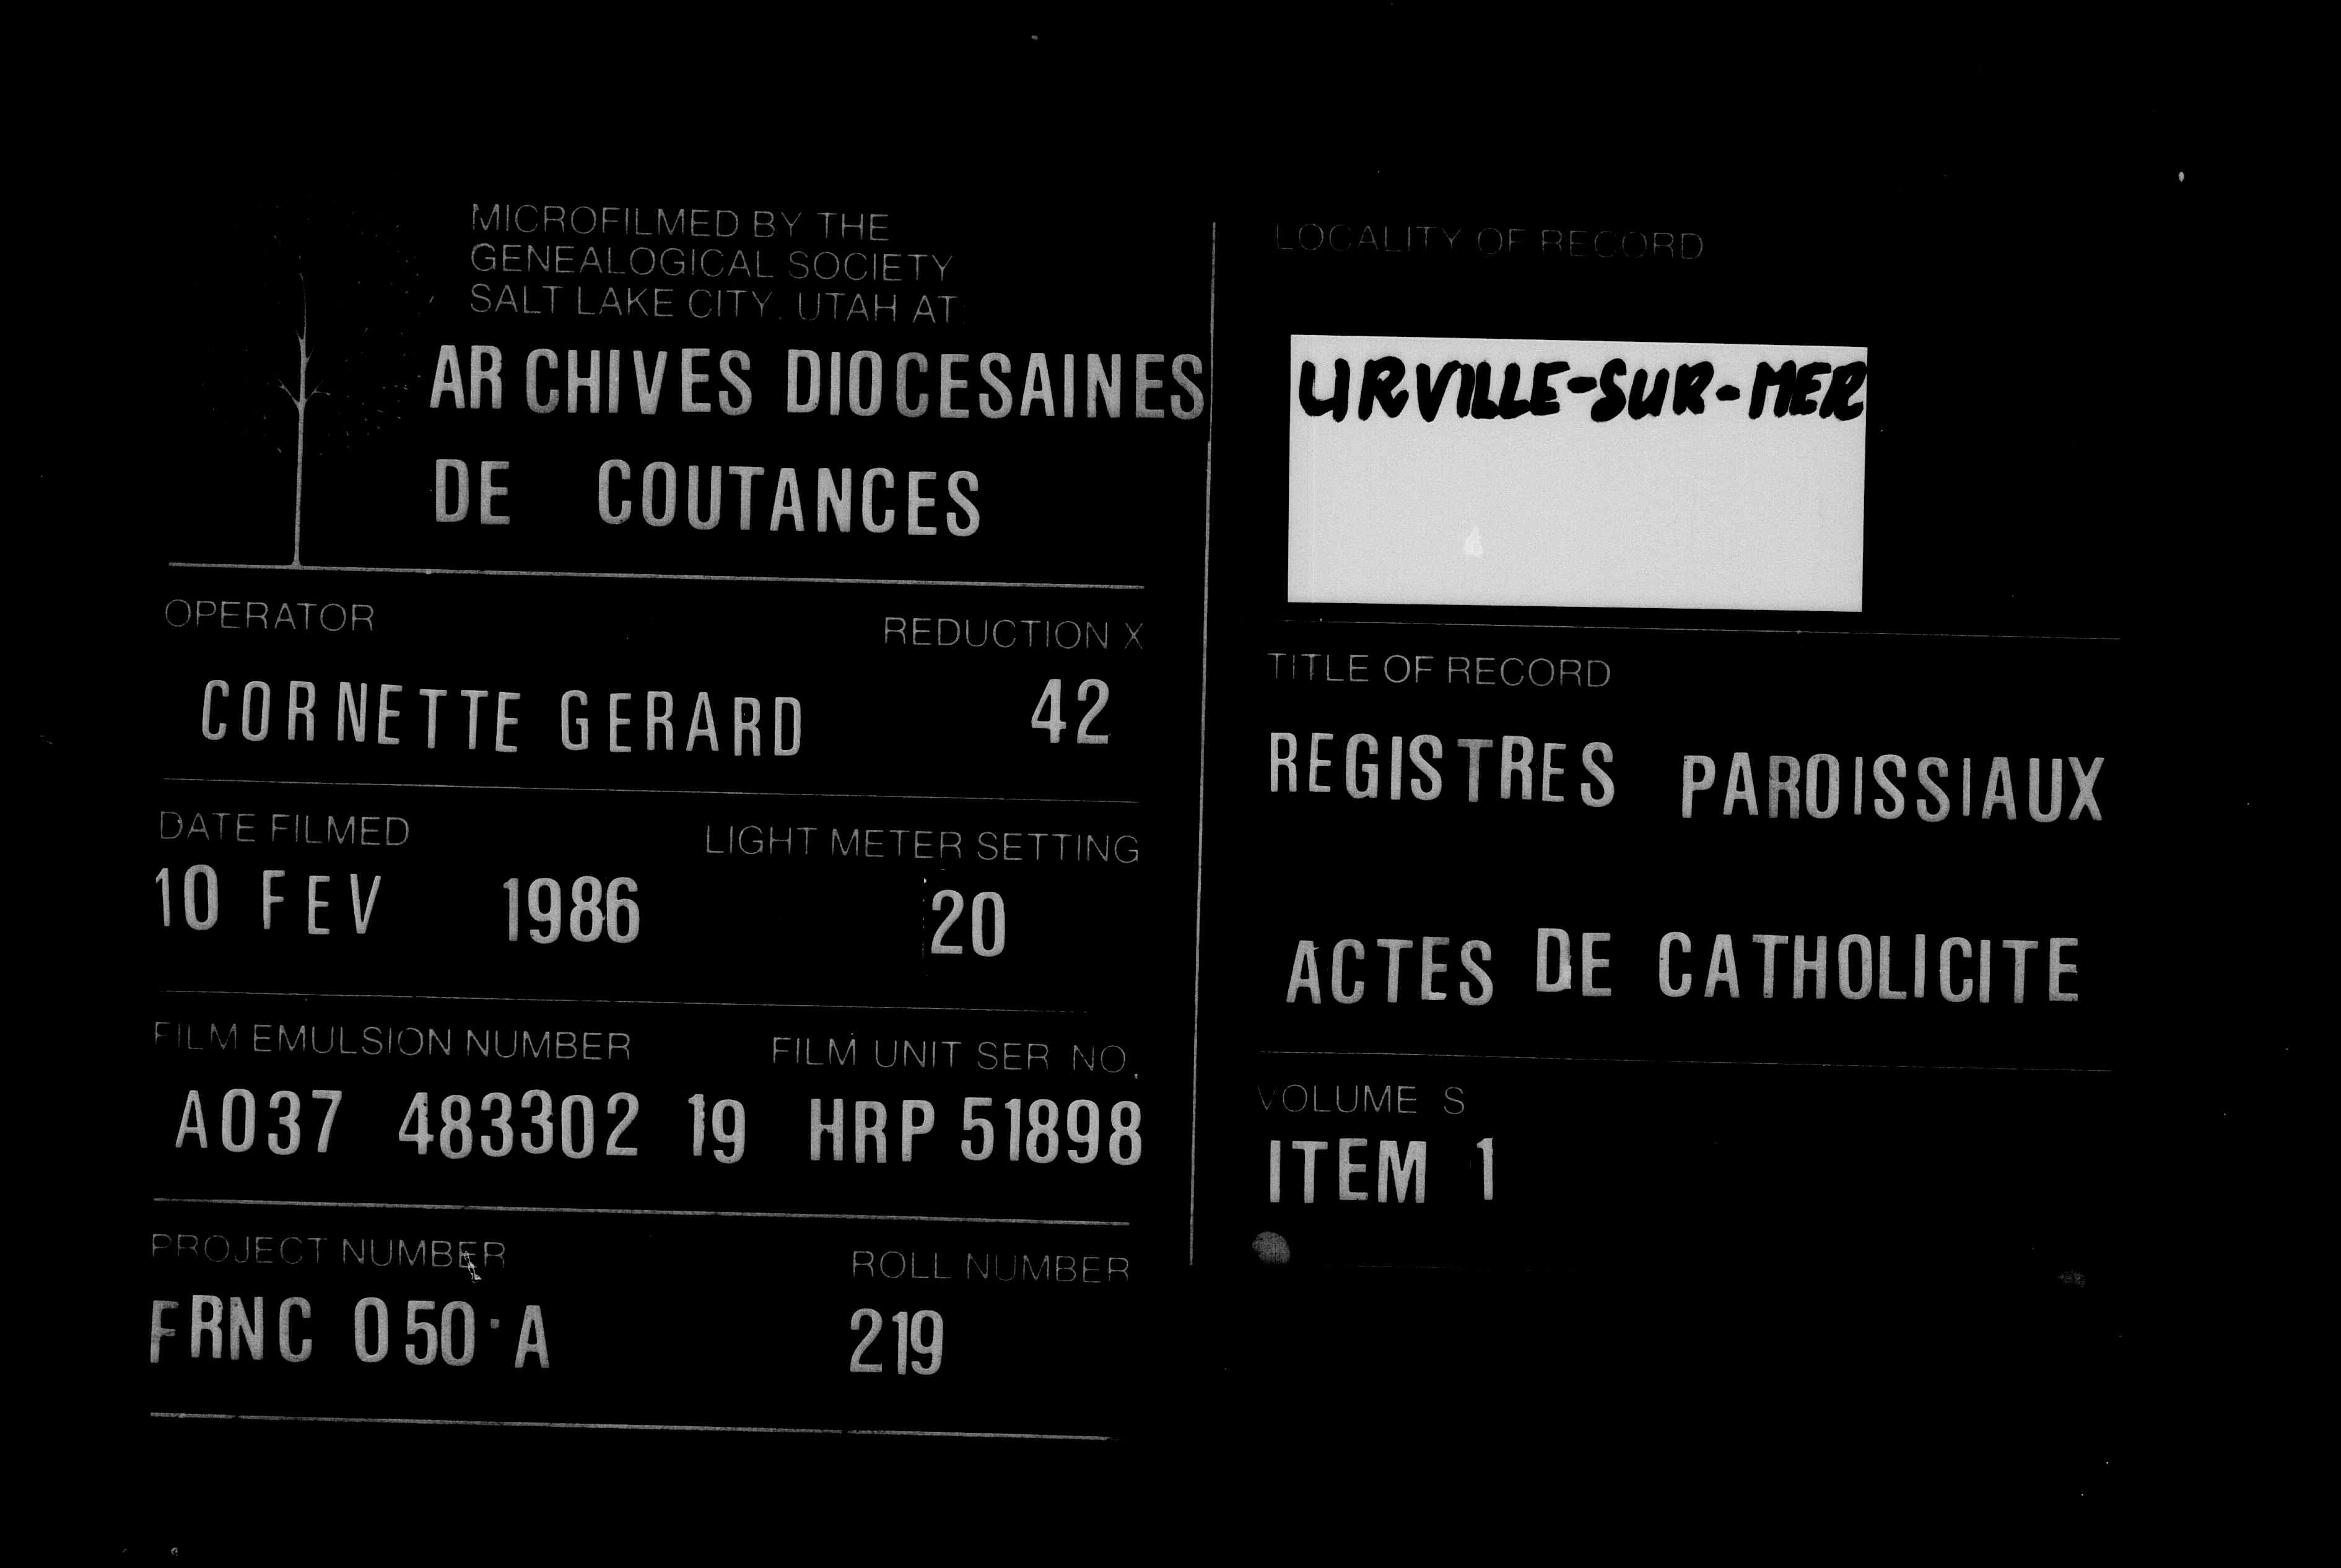 MICROFILMED BY THE
GENEALOGICAL SOCIETY
SALT LAKE CITY, UTAH AT
ARCHIVES DIOCESAINES
DE COUTANCES
OPERATOR REDUCTION X
CORNETTE GERARD 42
DATE FILMED LIGHT METER SETTING
10 FEV 1986 20
FILM EMULSION NUMBER FILM UNIT SER NO.
A037 483302 19 HRP 51898
PROJECT NUMBER ROLL NUMBER
FRNC 050·A 219
LOCALITY OF RECORD
URVILLE-SUR-MER
TITLE OF RECORD
REGISTRES PAROISSIAUX
ACTES DE CATHOLICITE
VOLUME S
ITEM 1